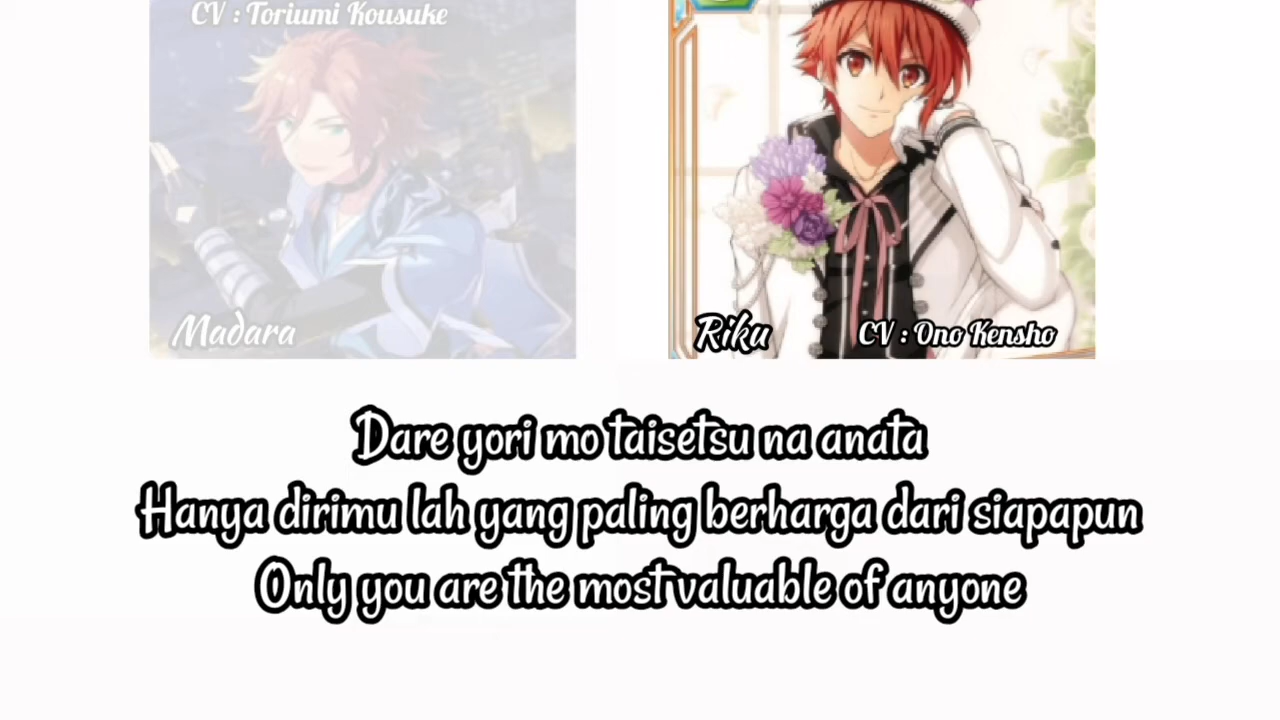 CV : Toriumi Kousuke
Madara
Riku
CV : Ono Kensho
Dare yori mo taisetsu na anata
Hanya dirimu lah yang paling berharga dari siapapun
Only you are the most valuable of anyone